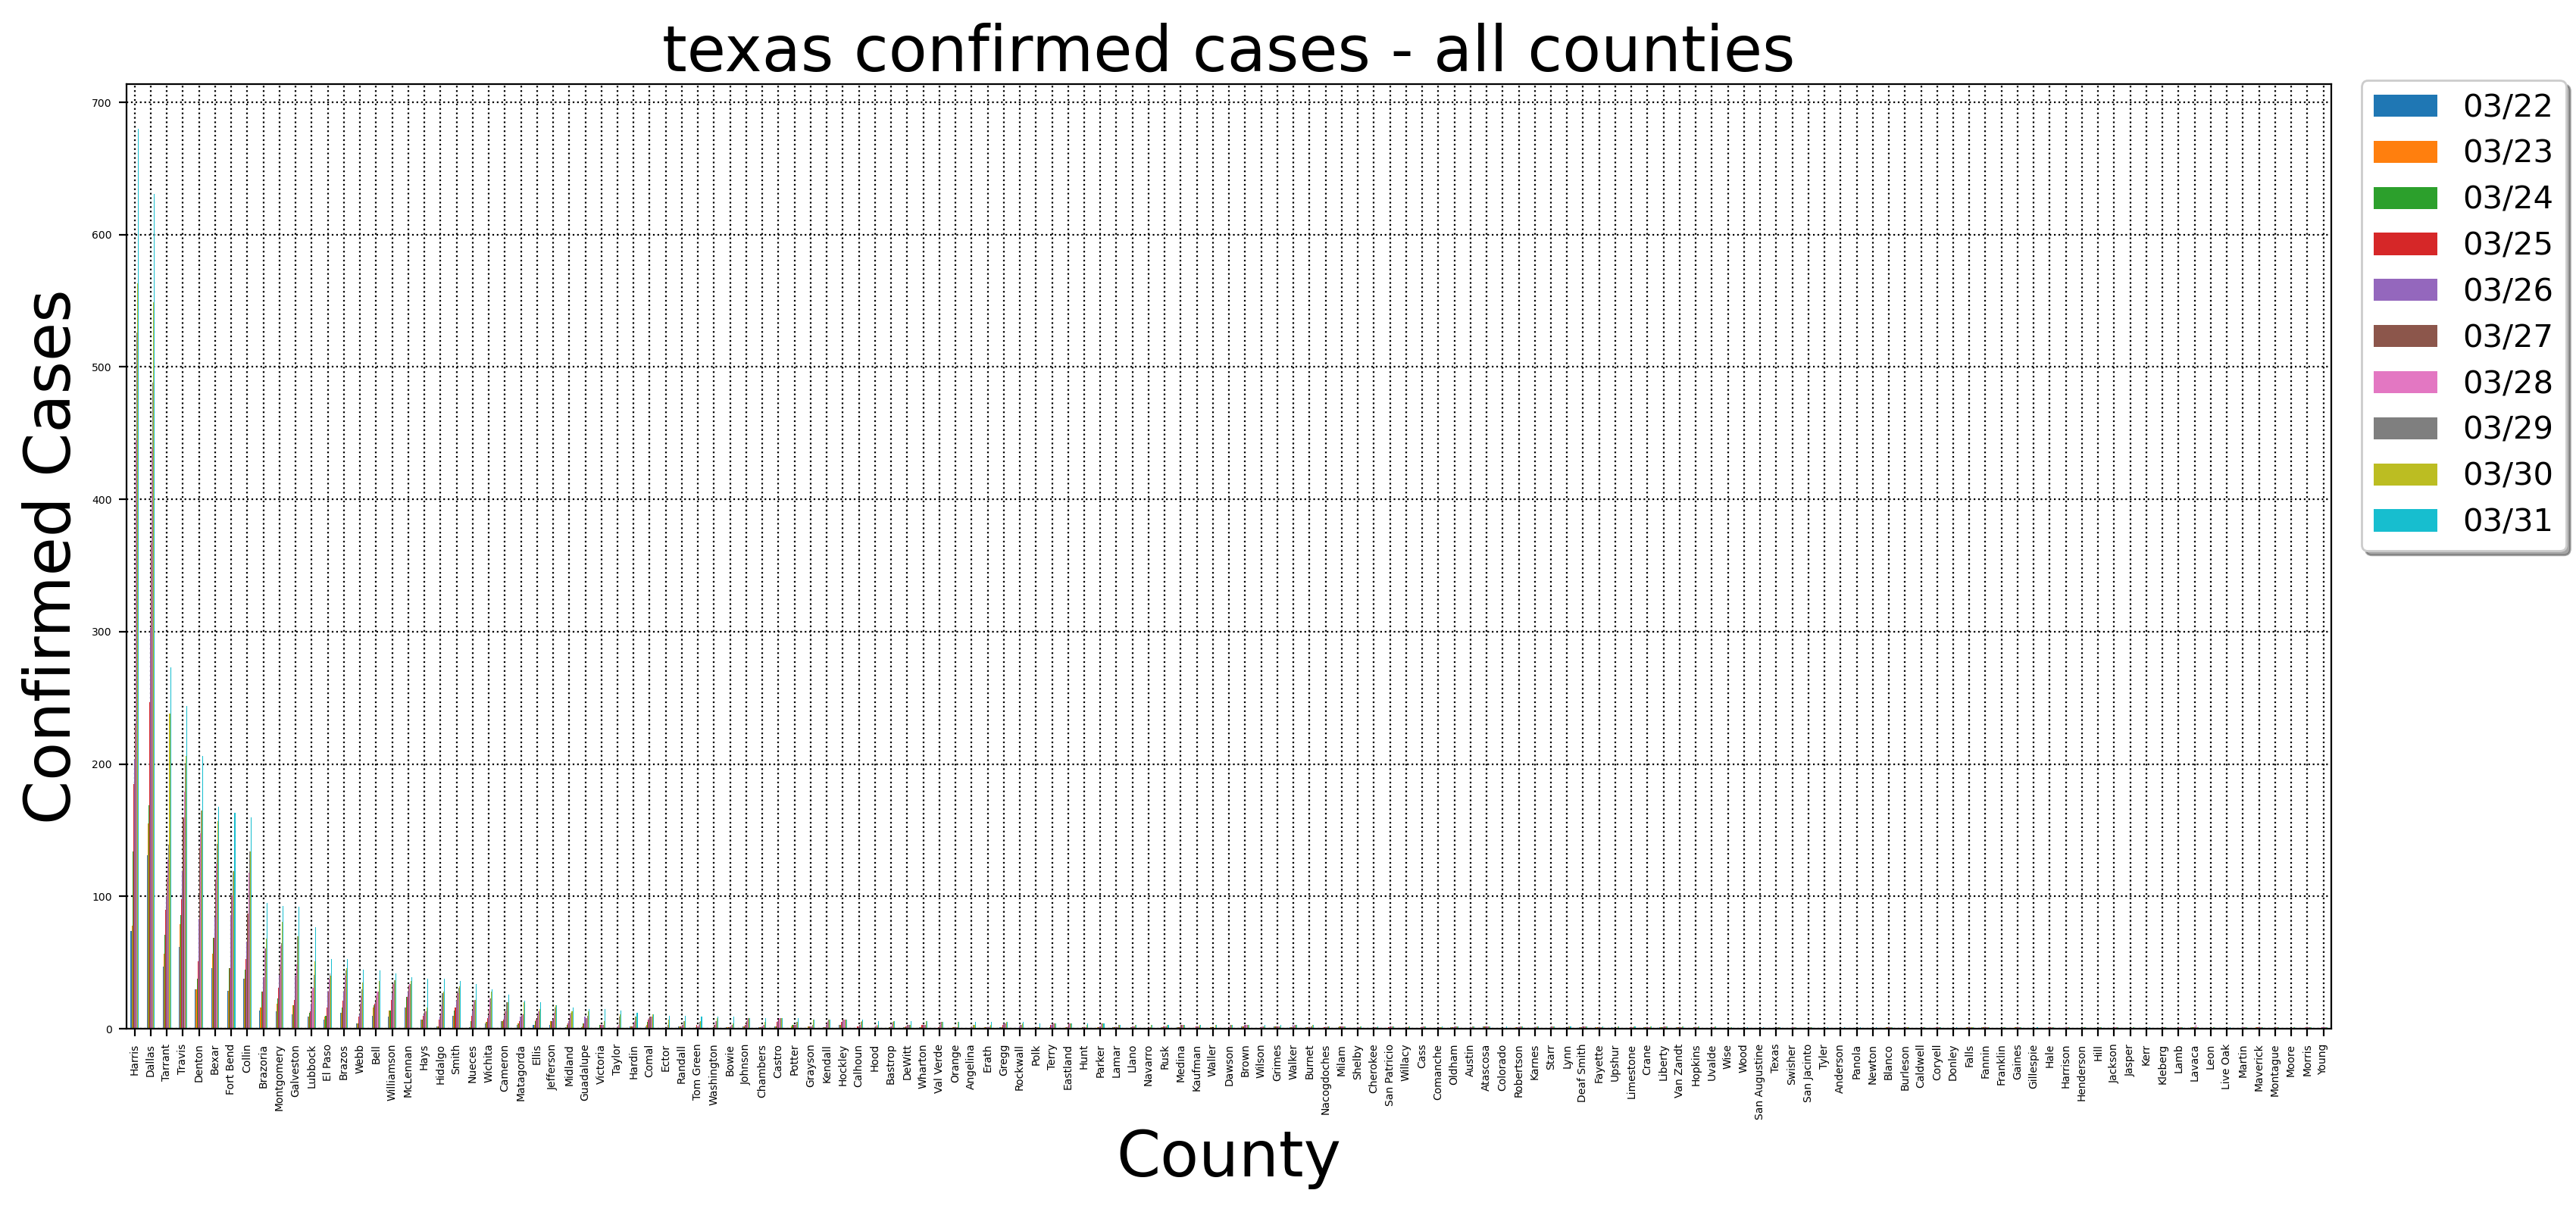 texas confirmed cases - all counties
Confirmed Cases
700
600
500
400
300
200
100
0
Harris
Dallas
Tarrant
Travis
Denton
Bexar
Fort Bend
Collin
Brazoria
Montgomery
Galveston
Lubbock
El Paso
Brazos
Webb
Bell
Williamson
McLennan
Hays
Hidalgo
Smith
Nueces
Wichita
Cameron
Matagorda
Ellis
Jefferson
Midland
Guadalupe
Victoria
Taylor
Hardin
Comal
Ector
Randall
Tom Green
Washington
Bowie
Johnson
Chambers
Castro
Potter
Grayson
Kendall
Hockley
Calhoun
Hood
Bastrop
DeWitt
Wharton
Val Verde
Orange
Angelina
Erath
Gregg
Rockwall
Polk
Terry
Eastland
Hunt
Parker
Lamar
Llano
Navarro
Rusk
Medina
Kaufman
Waller
Dawson
Brown
Wilson
Grimes
Walker
Burnet
Nacogdoches
Milam
Shelby
Cherokee
San Patricio
Willacy
Cass
Comanche
Oldham
Austin
Atascosa
Colorado
Robertson
Karnes
Starr
Lynn
Deaf Smith
Fayette
Upshur
Limestone
Crane
Liberty
Van Zandt
Hopkins
Uvalde
Wise
Wood
San Augustine
Texas
Swisher
San Jacinto
Tyler
Anderson
Panola
Newton
Blanco
Burleson
Caldwell
Coryell
Donley
Falls
Fannin
Franklin
Gaines
Gillespie
Hale
Harrison
Henderson
Hill
Jackson
Jasper
Kerr
Kleberg
Lamb
Lavaca
Leon
Live Oak
Martin
Maverick
Montague
Moore
Morris
Young
County
03/22
03/23
03/24
03/25
03/26
03/27
03/28
03/29
03/30
03/31